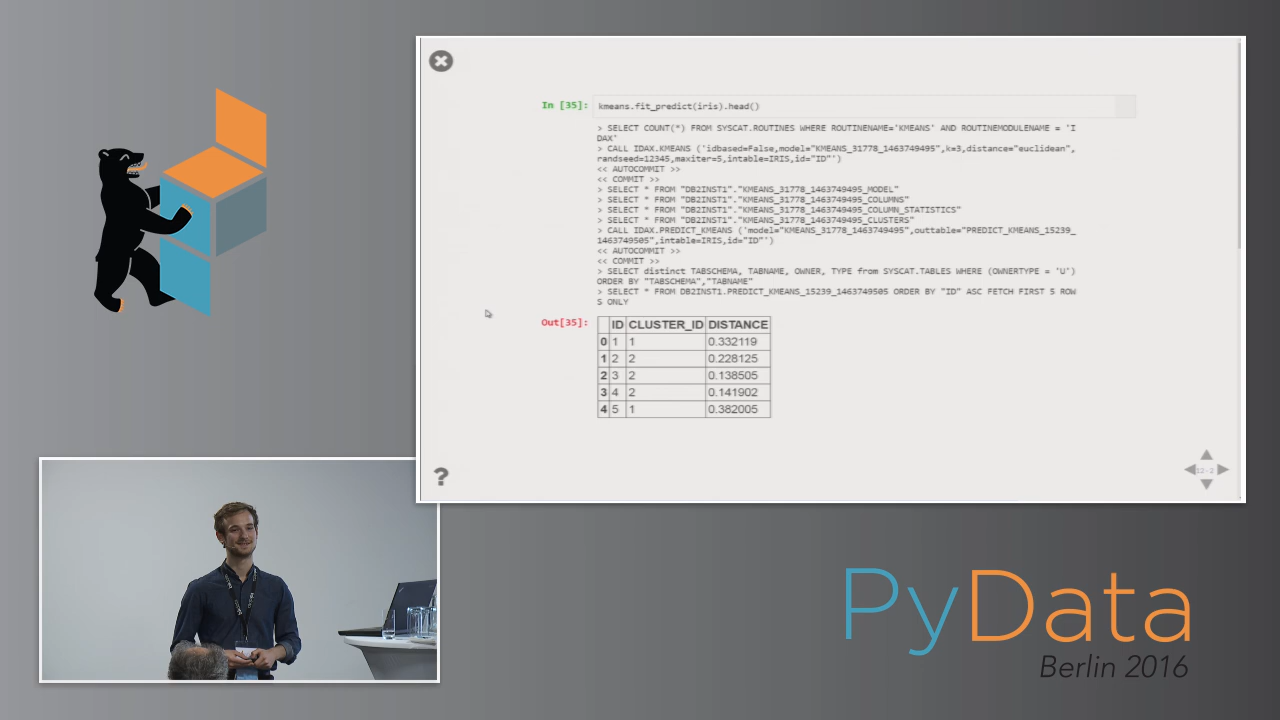 In [35]: kmeans.fit_predict(iris).head()
> SELECT COUNT(*) FROM SYSCAT.ROUTINES WHERE ROUTINENAME='KMEANS' AND ROUTINEMODULENAME = 'I
DAX'
> CALL IDAX.KMEANS ('idbased=False,model="KMEANS_31778_1463749495",k=3,distance="euclidean",
randseed=12345,maxiter=5,intable=IRIS,id="ID"')
<< AUTOCOMMIT >>
<< COMMIT >>
> SELECT * FROM "DB2INST1"."KMEANS_31778_1463749495_MODEL"
> SELECT * FROM "DB2INST1"."KMEANS_31778_1463749495_COLUMNS"
> SELECT * FROM "DB2INST1"."KMEANS_31778_1463749495_COLUMN_STATISTICS"
> SELECT * FROM "DB2INST1"."KMEANS_31778_1463749495_CLUSTERS"
> CALL IDAX.PREDICT_KMEANS ('model="KMEANS_31778_1463749495",outtable="PREDICT_KMEANS_15239_
1463749505",intable=IRIS,id="ID"')
<< AUTOCOMMIT >>
<< COMMIT >>
> SELECT distinct TABSCHEMA, TABNAME, OWNER, TYPE from SYSCAT.TABLES WHERE (OWNERTYPE = 'U')
ORDER BY "TABSCHEMA","TABNAME"
> SELECT * FROM DB2INST1.PREDICT_KMEANS_15239_1463749505 ORDER BY "ID" ASC FETCH FIRST 5 ROW
S ONLY
Out[35]:
ID CLUSTER_ID DISTANCE
0 1 1 0.332119
1 2 2 0.228125
2 3 2 0.138505
3 4 2 0.141902
4 5 1 0.382005
?
PyData
Berlin 2016